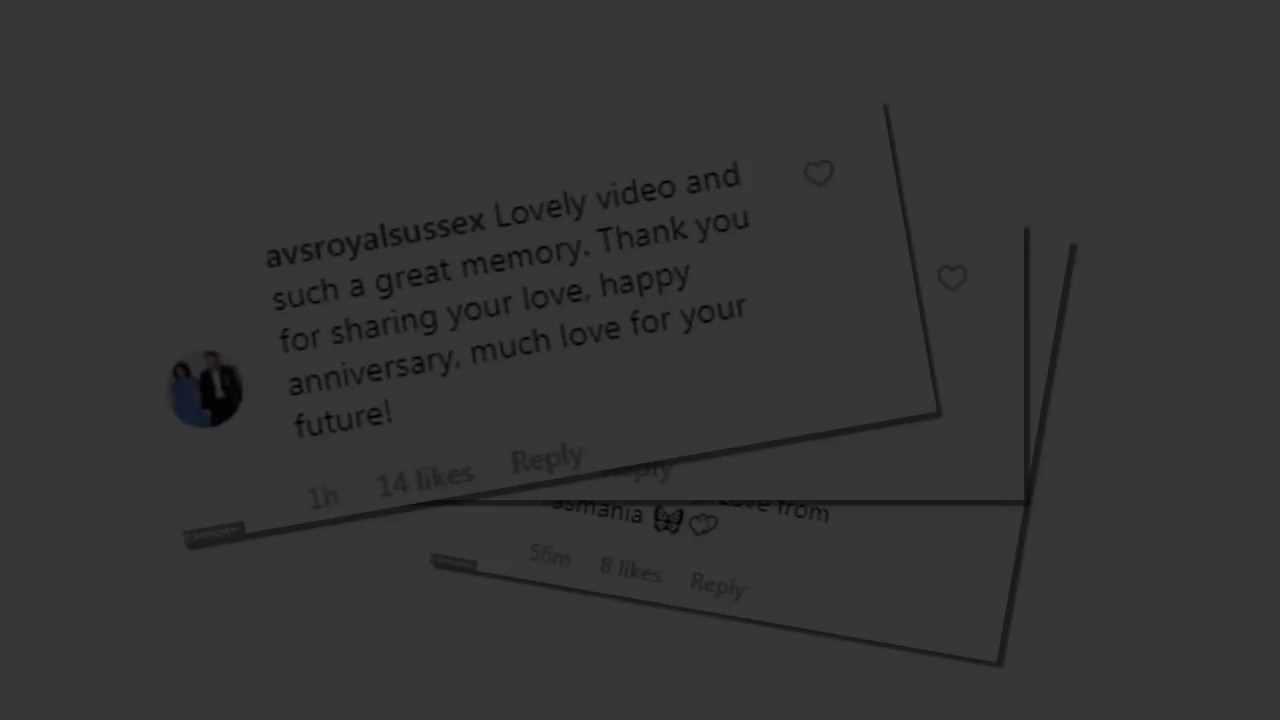 avsroyalsussex Lovely video and
such a great memory. Thank you
for sharing your love, happy
anniversary, much love for your
future!
1h 14 likes Reply
Reply
Tasmania Love from
56m 8 likes Reply